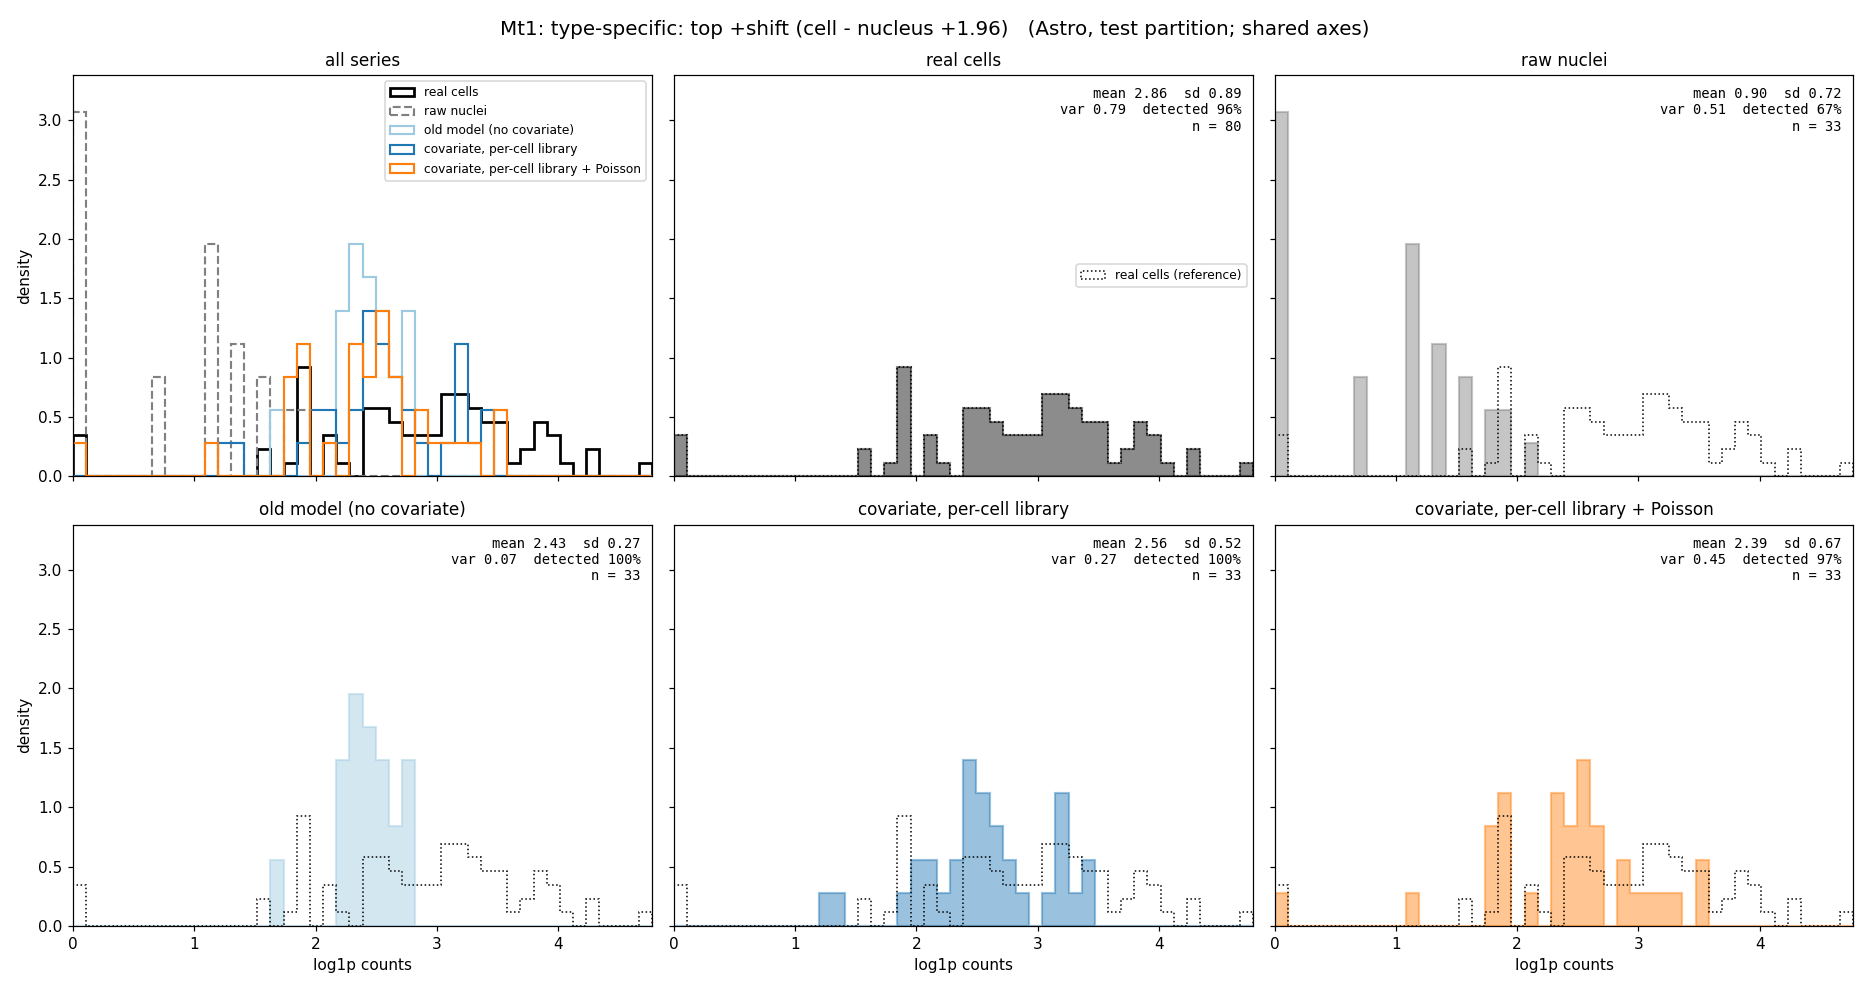 Mt1: type-specific: top +shift (cell - nucleus +1.96)   (Astro, test partition; shared axes)
all series
real cells
raw nuclei
old model (no covariate)
covariate, per-cell library
covariate, per-cell library + Poisson
density
3.0
2.5
2.0
1.5
1.0
0.5
0.0
real cells
mean 2.86  sd 0.89
var 0.79  detected 96%
n = 80
real cells (reference)
raw nuclei
mean 0.90  sd 0.72
var 0.51  detected 67%
n = 33
old model (no covariate)
mean 2.43  sd 0.27
var 0.07  detected 100%
n = 33
density
3.0
2.5
2.0
1.5
1.0
0.5
0.0
0 1 2 3 4
log1p counts
covariate, per-cell library
mean 2.56  sd 0.52
var 0.27  detected 100%
n = 33
0 1 2 3 4
log1p counts
covariate, per-cell library + Poisson
mean 2.39  sd 0.67
var 0.45  detected 97%
n = 33
0 1 2 3 4
log1p counts